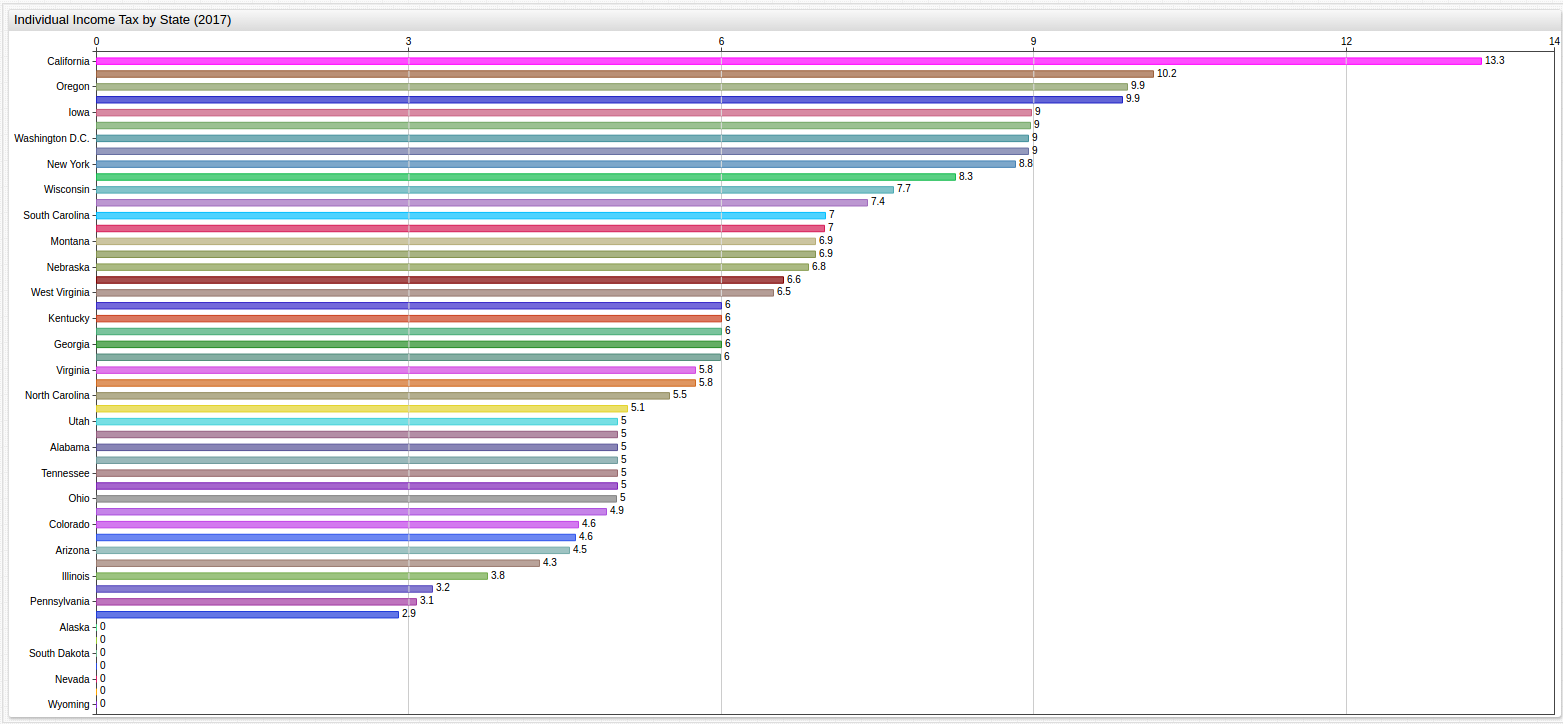 Individual Income Tax by State (2017)
0 3 6 9 12 14
California 13.3
10.2
Oregon 9.9
9.9
Iowa 9
9
Washington D.C. 9
9
New York 8.8
8.3
Wisconsin 7.7
7.4
South Carolina 7
7
Montana 6.9
6.9
Nebraska 6.8
6.6
West Virginia 6.5
6
Kentucky 6
6
Georgia 6
6
Virginia 5.8
5.8
North Carolina 5.5
5.1
Utah 5
5
Alabama 5
5
Tennessee 5
5
Ohio 5
4.9
Colorado 4.6
4.6
Arizona 4.5
4.3
Illinois 3.8
3.2
Pennsylvania 3.1
2.9
Alaska 0
0
South Dakota 0
0
Nevada 0
0
Wyoming 0